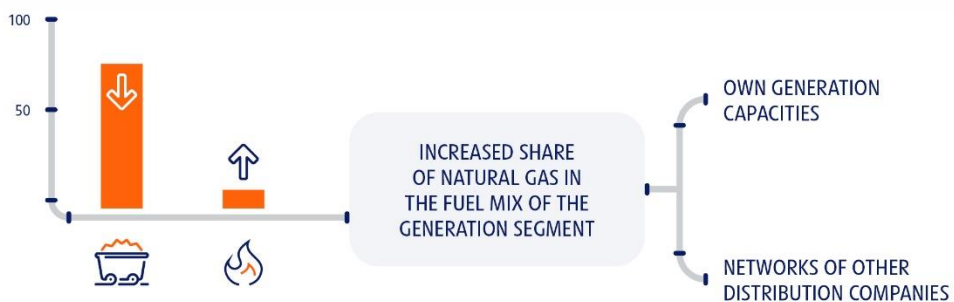 100
50
INCREASED SHARE
OF NATURAL GAS IN
THE FUEL MIX OF THE
GENERATION SEGMENT
OWN GENERATION
CAPACITIES
NETWORKS OF OTHER
DISTRIBUTION COMPANIES